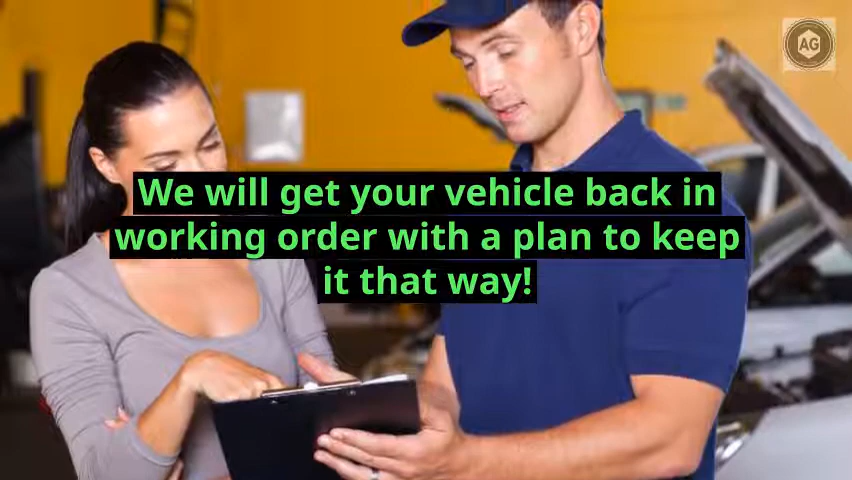 AG
We will get your vehicle back in
working order with a plan to keep
it that way!